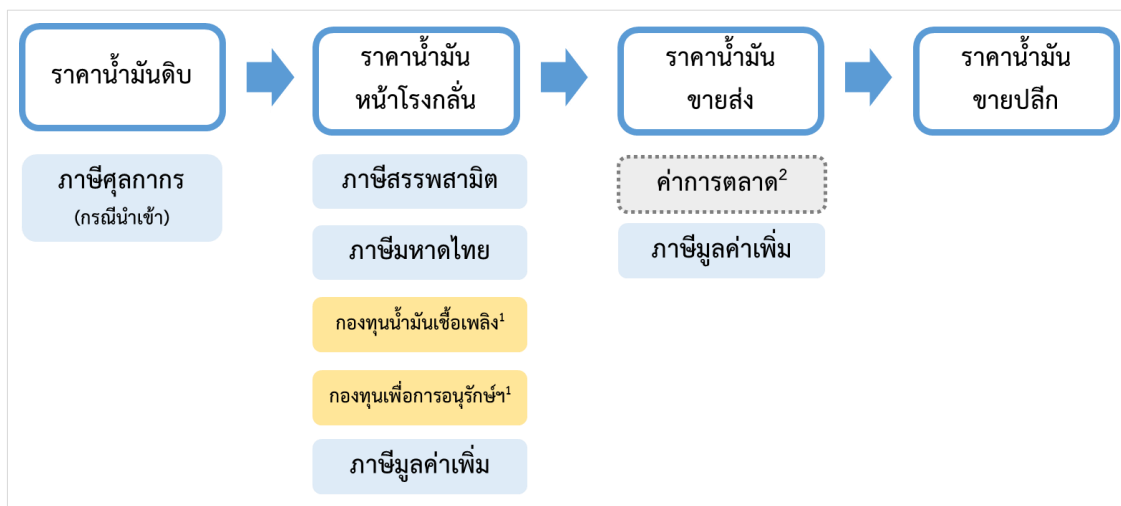 ราคาน้ำมันดิบ
ราคาน้ำมัน
หน้าโรงกลั่น
ราคาน้ำมัน
ขายส่ง
ราคาน้ำมัน
ขายปลีก
ภาษีศุลกากร
(กรณีนำเข้า)
ภาษีสรรพสามิต
ภาษีมหาดไทย
กองทุนน้ำมันเชื้อเพลิง¹
กองทุนเพื่อการอนุรักษ์ฯ¹
ภาษีมูลค่าเพิ่ม
ค่าการตลาด²
ภาษีมูลค่าเพิ่ม